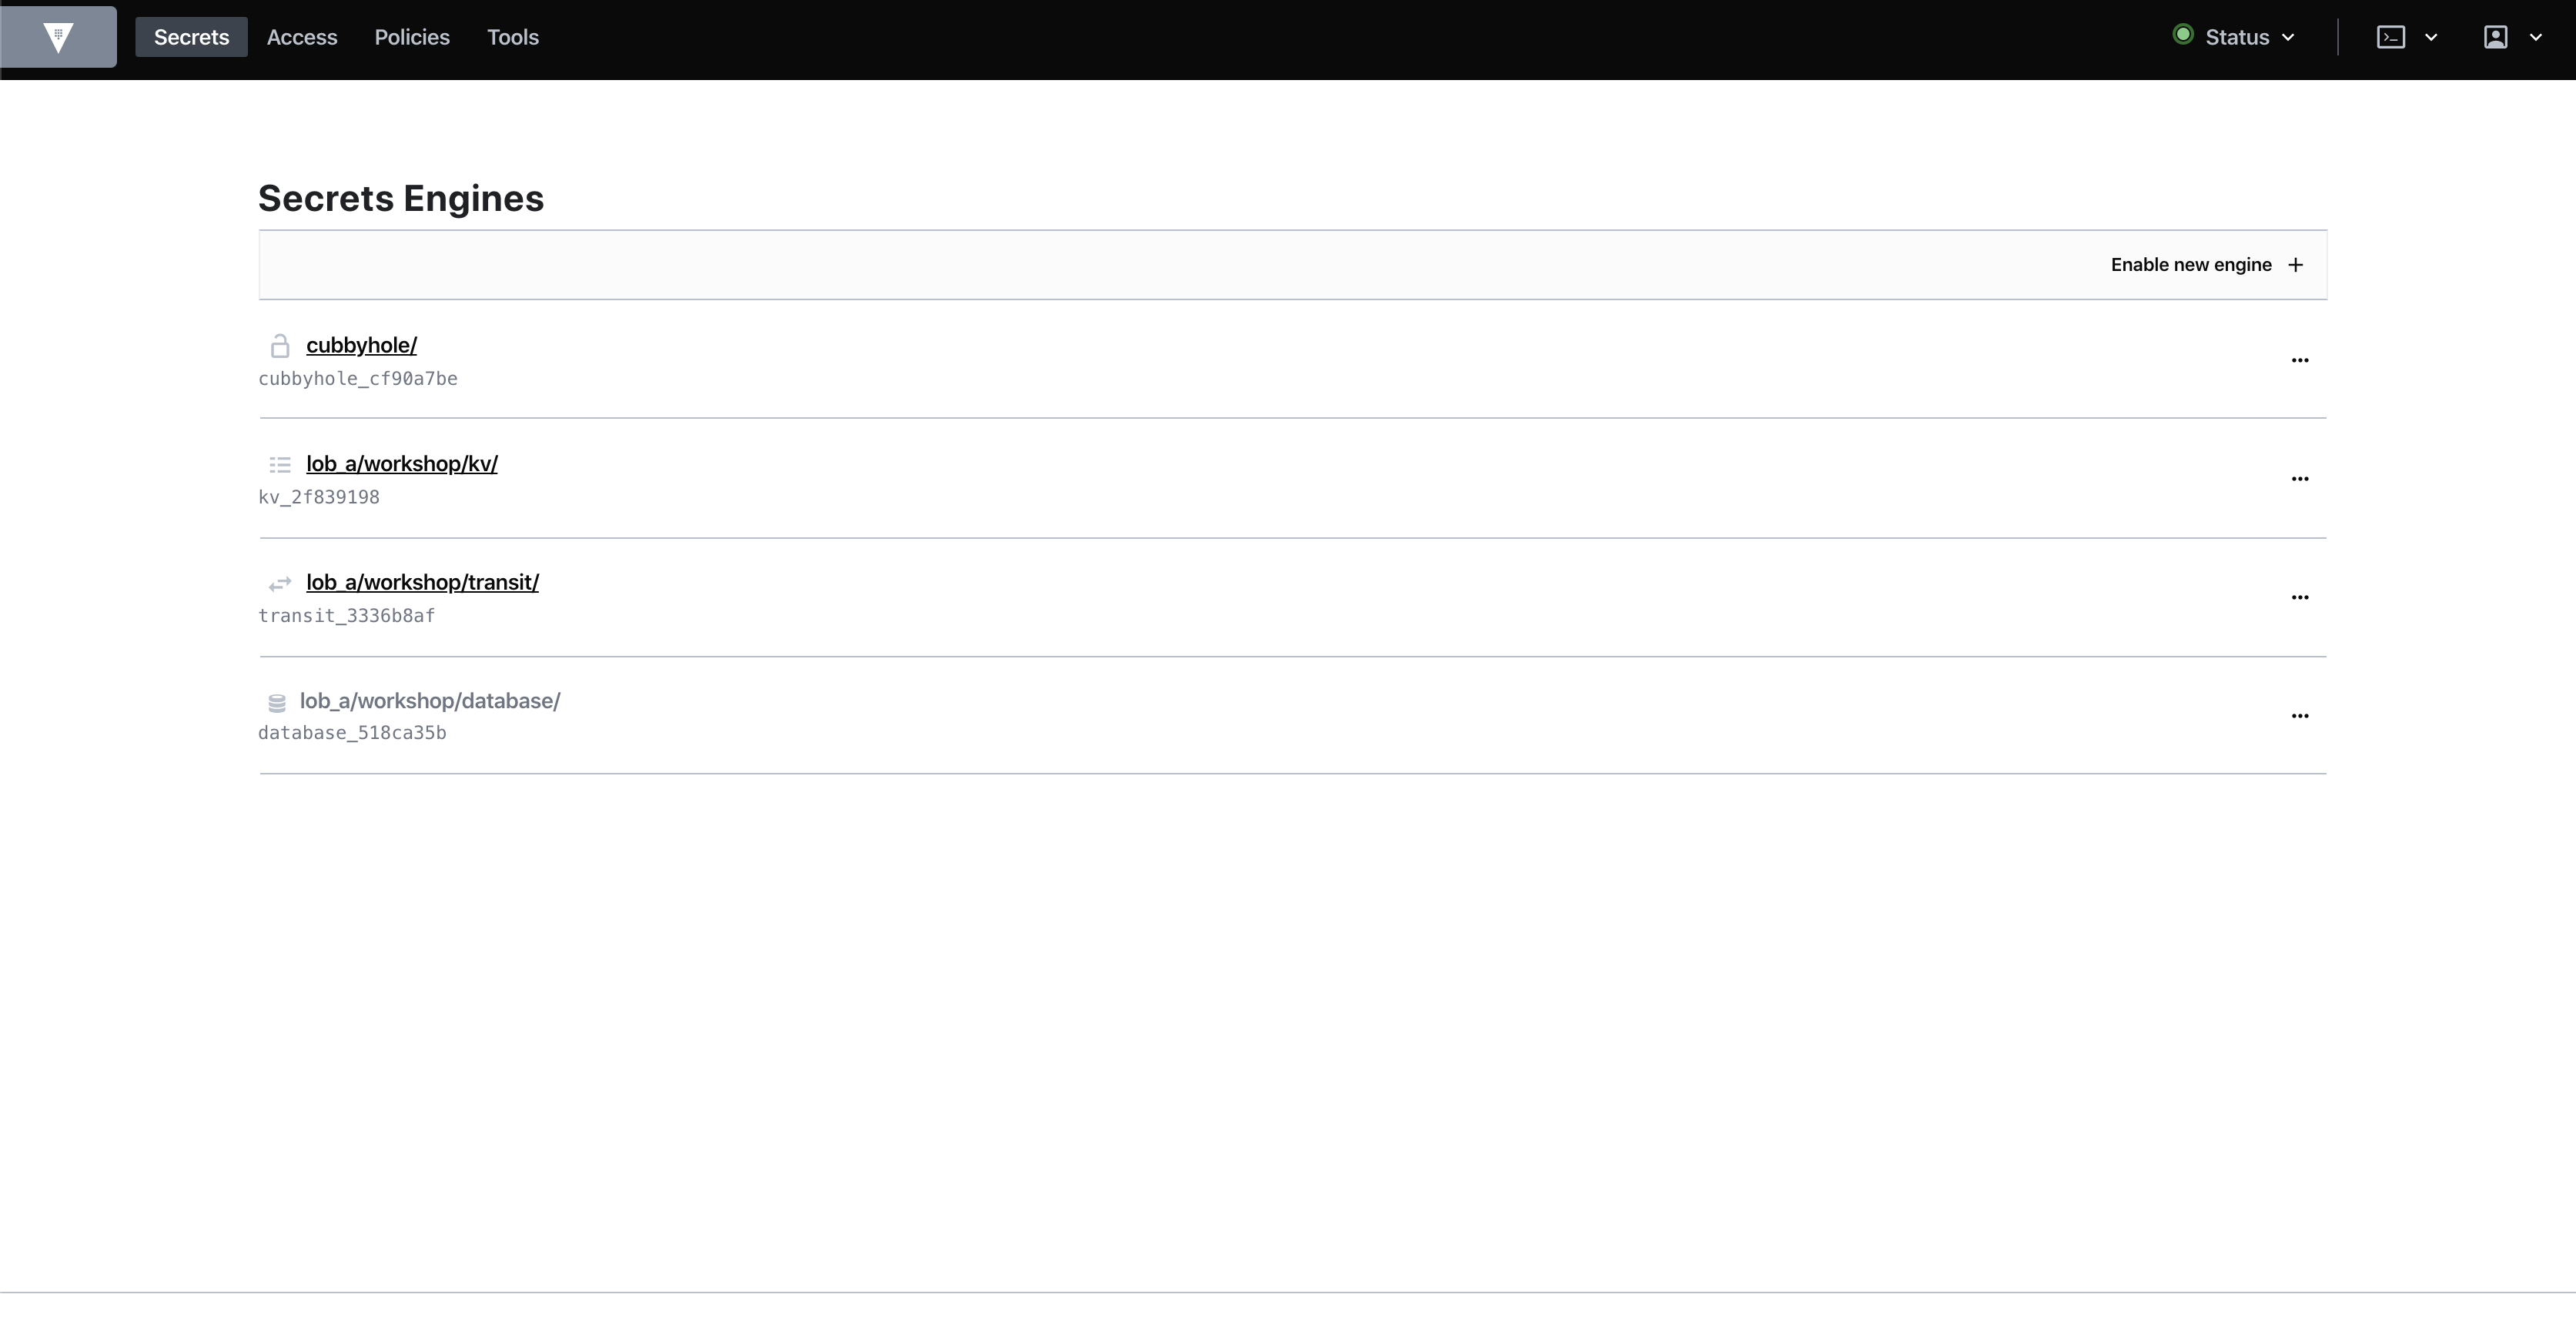 Secrets Access Policies Tools Status
Secrets Engines
Enable new engine +
cubbyhole/
cubbyhole_cf90a7be
lob_a/workshop/kv/
kv_2f839198
lob_a/workshop/transit/
transit_3336b8af
lob_a/workshop/database/
database_518ca35b